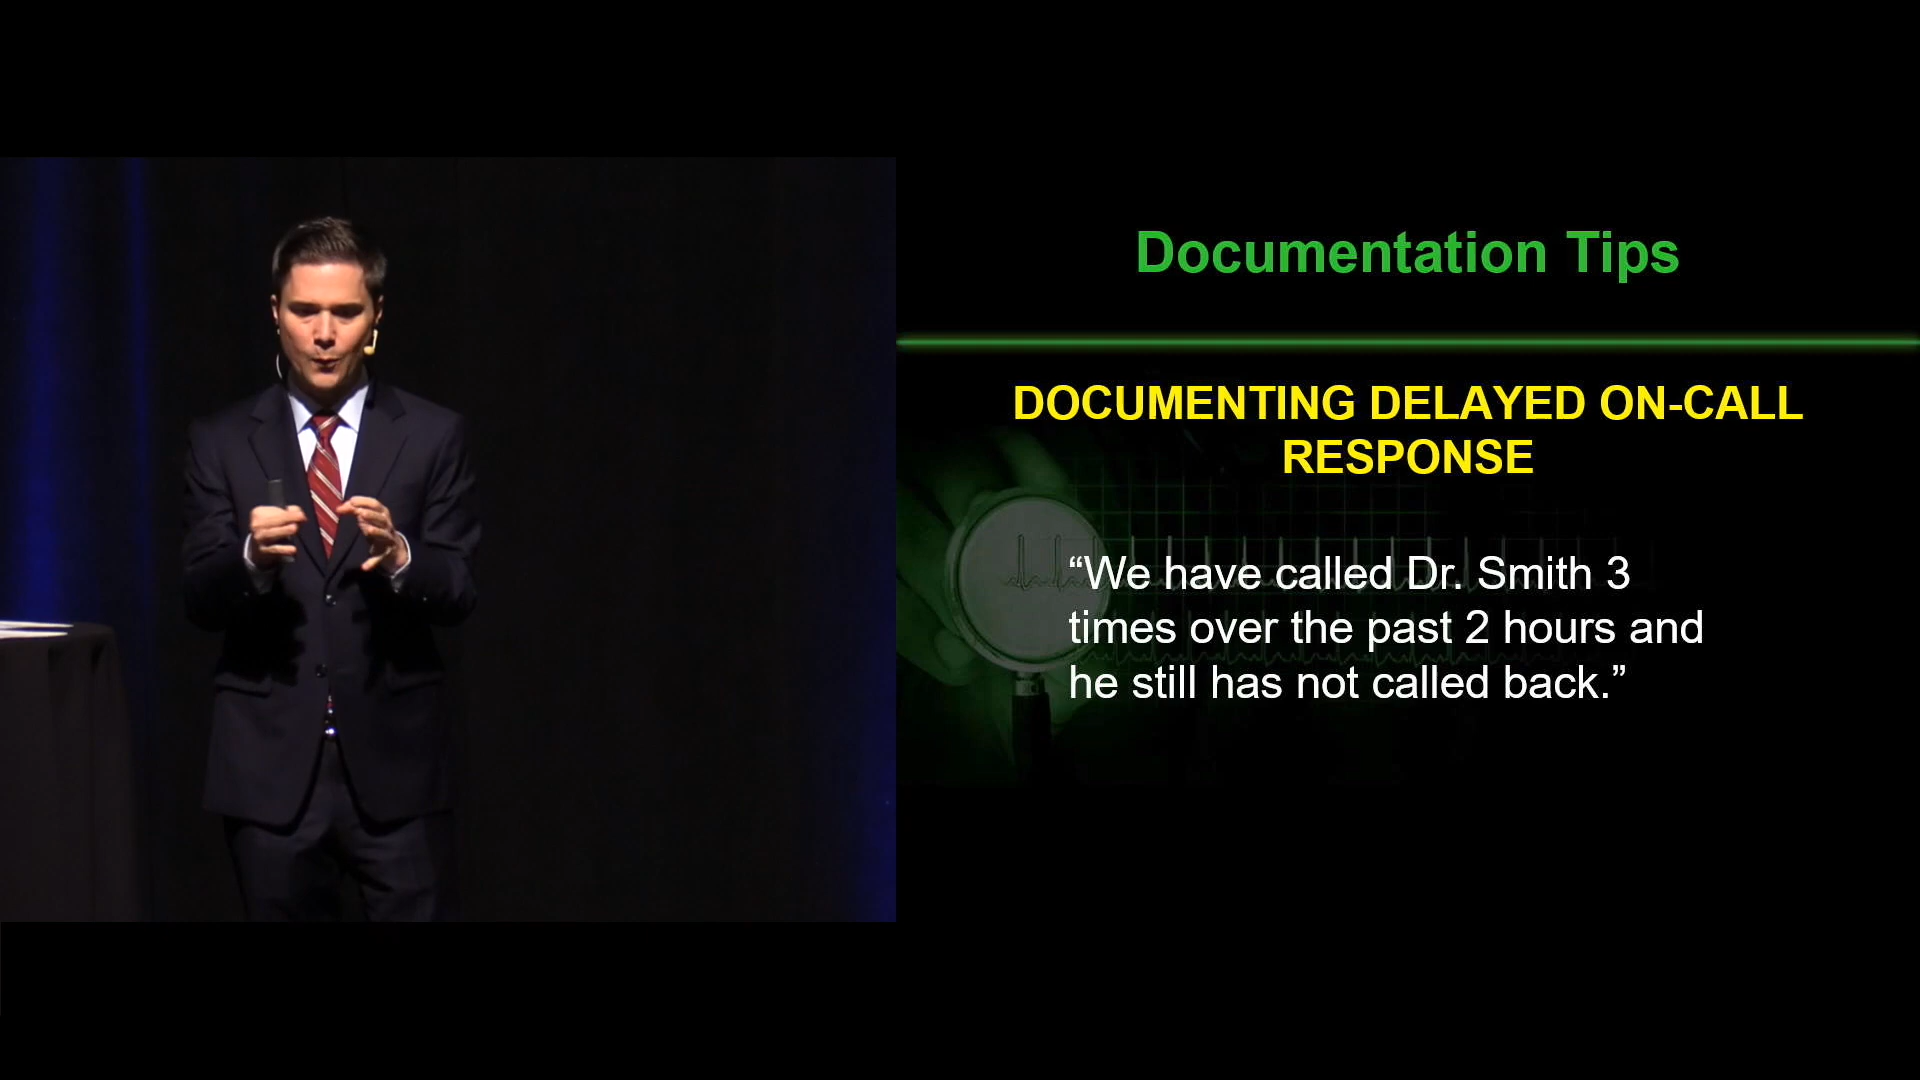 Documentation Tips
DOCUMENTING DELAYED ON-CALL
RESPONSE
“We have called Dr. Smith 3
times over the past 2 hours and
he still has not called back.”